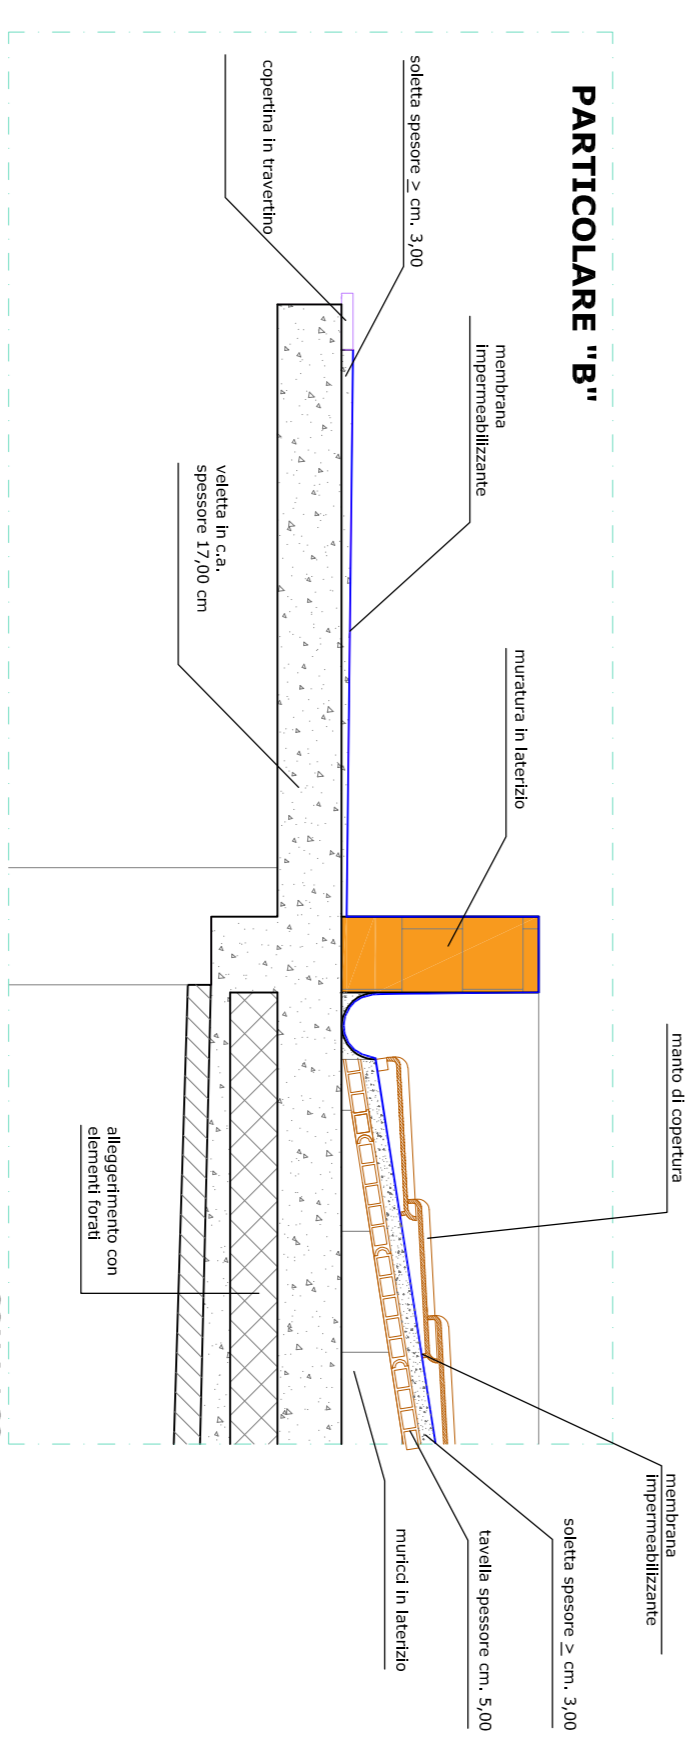 PARTICOLARE "B"
soletta spesore > cm. 3,00
copertina in travertino
membrana
impermeabilizzante
veletta in c.a.
spessore 17,00 cm
muratura in laterizio
manto di copertura
alleggerimento con
elementi forati
membrana
impermeabilizzante
soletta spesore > cm. 3,00
tavella spessore cm. 5,00
muricci in laterizio